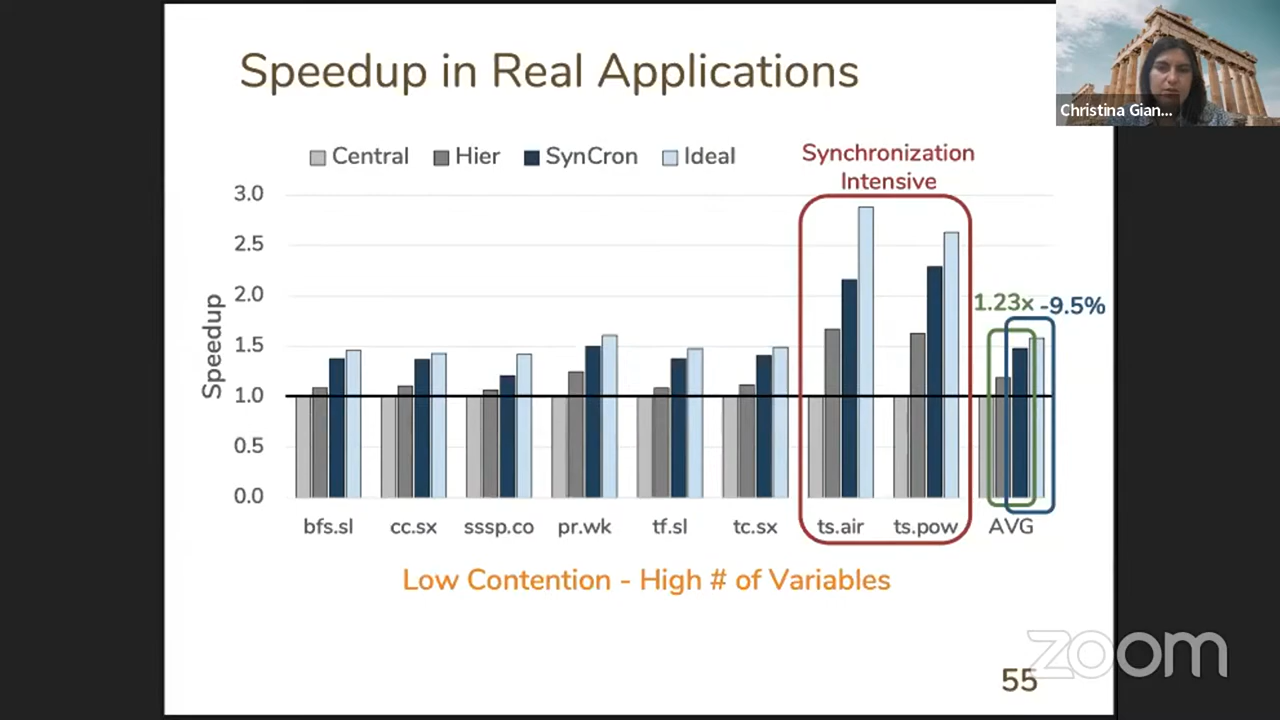 Speedup in Real Applications
Christina Gian...
Central Hier SynCron Ideal
Synchronization
Intensive
3.0
2.5
2.0
1.5
1.0
0.5
0.0
Speedup
1.23x -9.5%
bfs.sl cc.sx sssp.co pr.wk tf.sl tc.sx ts.air ts.pow AVG
Low Contention - High # of Variables
zoom
55